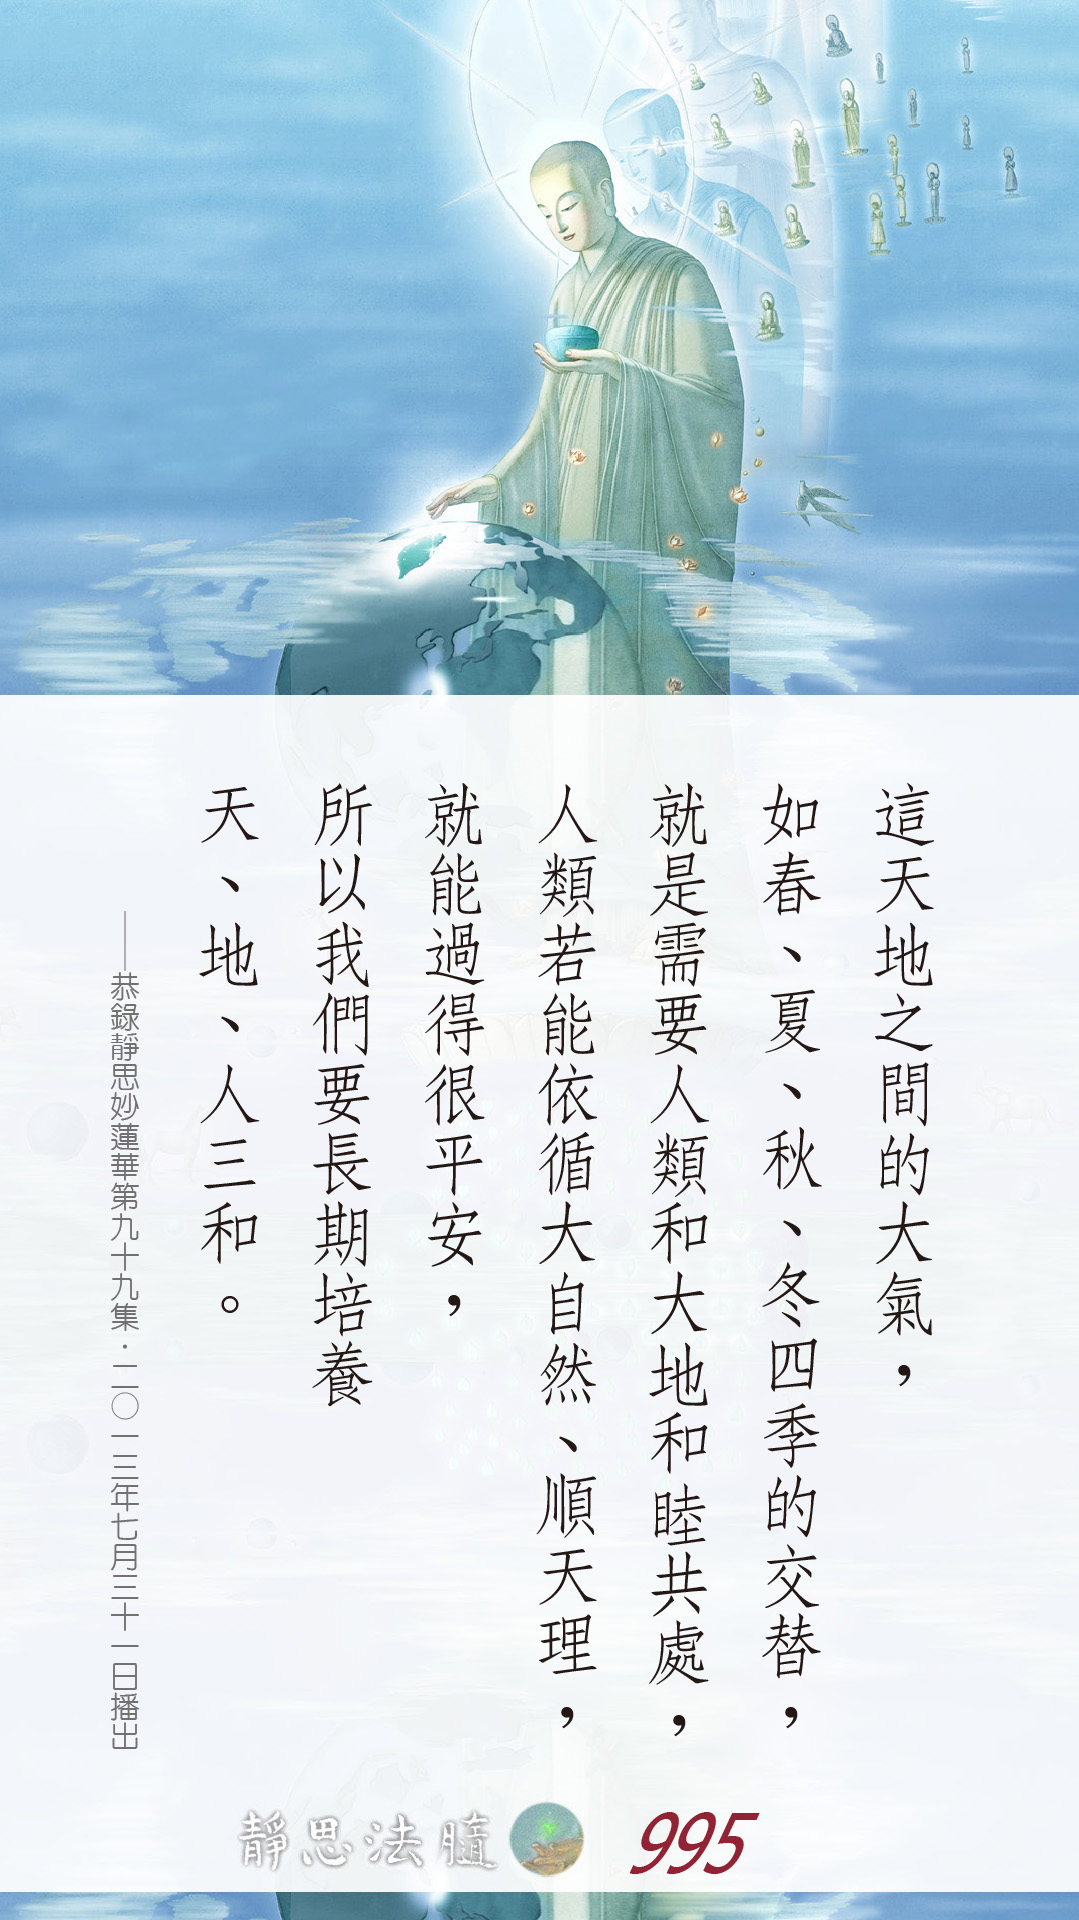 這天地之間的大氣，
如春、夏、秋、冬四季的交替，
就是需要人類和大地和睦共處，
人類若能依循大自然、順天理，
就能過得很平安，
所以我們要長期培養
天、地、人三和。
——恭錄靜思妙蓮華第九十九集·二〇一三年七月三十一日播出
靜思法髓 995